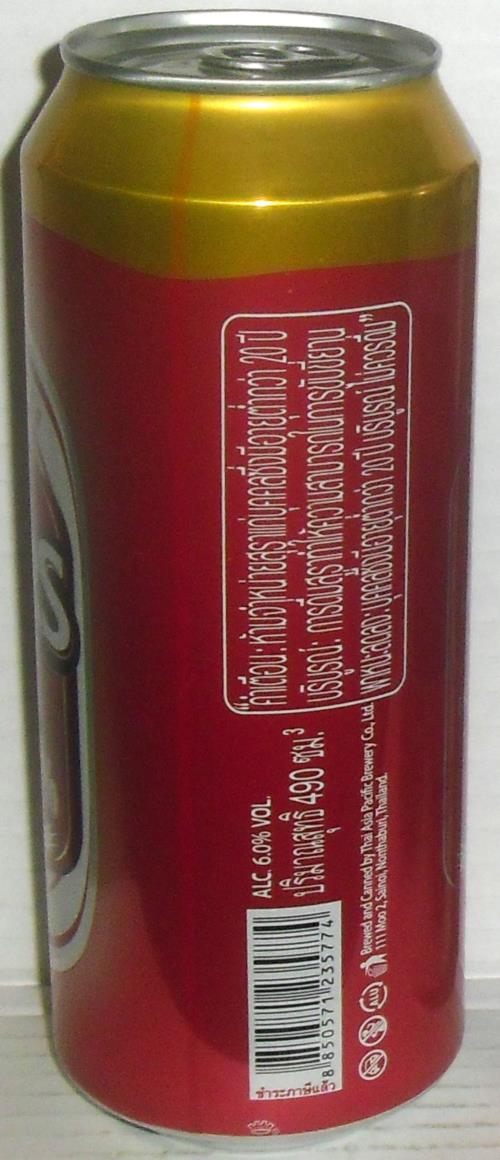 S
"คำเตือน: ห้ามจำหน่ายสุราแก่บุคคลซึ่งมีอายุต่ำกว่า 20 ปี
บริบูรณ์: การดื่มสุราทำให้ความสามารถในการขับขี่ยาน
พาหนะลดลง: บุคคลซึ่งมีอายุต่ำกว่า 20 ปี บริบูรณ์ ไม่ควรดื่ม"
ALC. 6.0% VOL.
ปริมาณสุทธิ 490 ซม.³
Brewed and Canned by Thai Asia Pacific Brewery Co., Ltd.
111 Moo 2, Sainoi, Nonthaburi, Thailand.
ชำระภาษีแล้ว
8 850571 235774
ALU